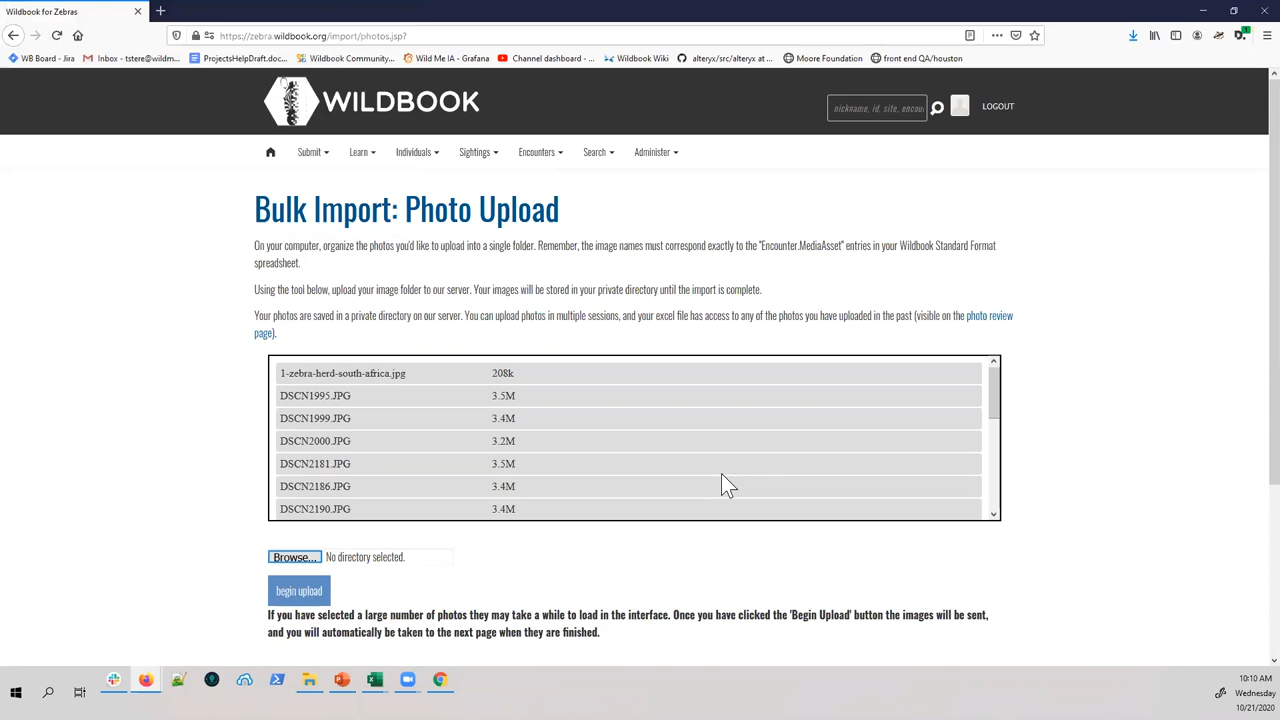 Wildbook for Zebras
https://zebra.wildbook.org/import/photos.jsp?
WB Board - Jira
Inbox - tstere@wildm...
ProjectsHelpDraft.doc...
Wildbook Community...
Wild Me IA - Grafana
Channel dashboard - ...
Wildbook Wiki
alteryx/src/alteryx at ...
Moore Foundation
front end QA/houston
WILDBOOK
nickname, id, site, encou
LOGOUT
Submit
Learn
Individuals
Sightings
Encounters
Search
Administer
Bulk Import: Photo Upload
On your computer, organize the photos you'd like to upload into a single folder. Remember, the image names must correspond exactly to the "Encounter.MediaAsset" entries in your Wildbook Standard Format
spreadsheet.
Using the tool below, upload your image folder to our server. Your images will be stored in your private directory until the import is complete.
Your photos are saved in a private directory on our server. You can upload photos in multiple sessions, and your excel file has access to any of the photos you have uploaded in the past (visible on the photo review
page).
1-zebra-herd-south-africa.jpg 208k
DSCN1995.JPG 3.5M
DSCN1999.JPG 3.4M
DSCN2000.JPG 3.2M
DSCN2181.JPG 3.5M
DSCN2186.JPG 3.4M
DSCN2190.JPG 3.4M
Browse... No directory selected.
begin upload
If you have selected a large number of photos they may take a while to load in the interface. Once you have clicked the 'Begin Upload' button the images will be sent,
and you will automatically be taken to the next page when they are finished.
10:10 AM
Wednesday
10/21/2020